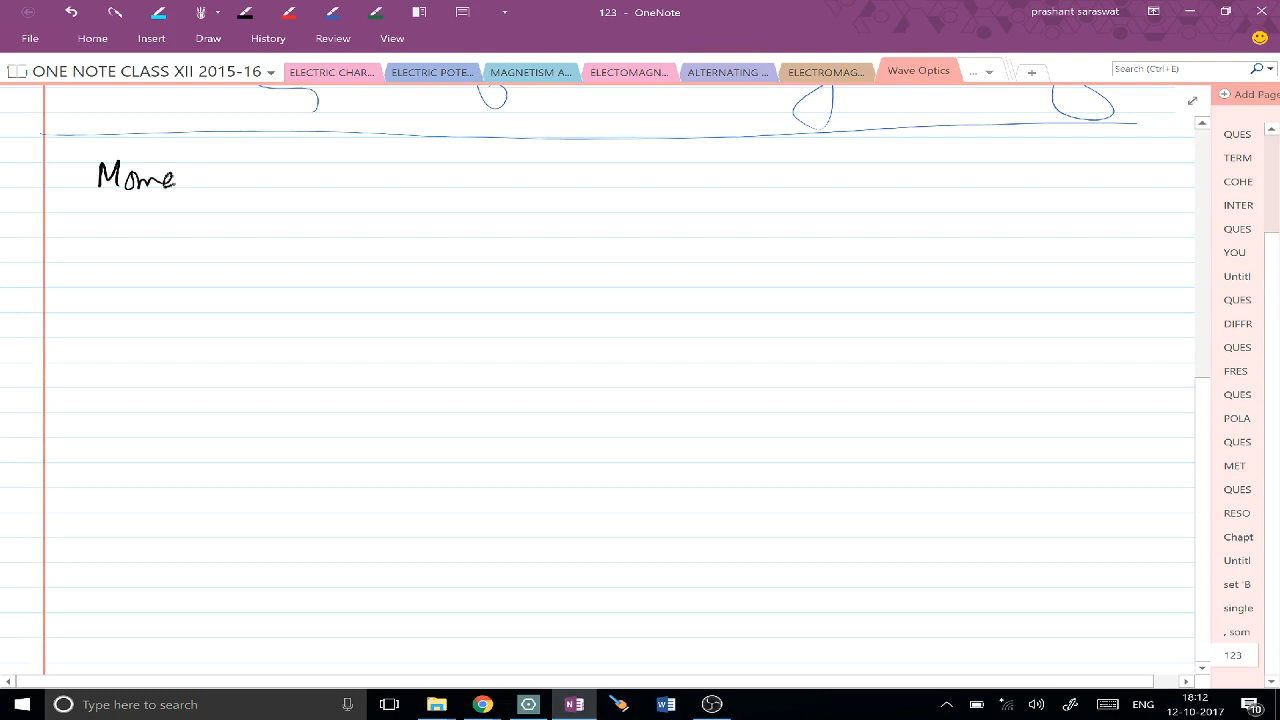 123 - OneNote
prashant saraswat
File Home Insert Draw History Review View
ONE NOTE CLASS XII 2015-16
ELECTRIC CHAR...
ELECTRIC POTE...
MAGNETISM A...
ELECTOMAGN...
ALTERNATING ...
ELECTROMAG...
Wave Optics
...
Search (Ctrl+E)
Add Page
Mome
QUES
TERM
COHE
INTER
QUES
YOU
Untitl
QUES
DIFFR
QUES
FRES
QUES
POLA
QUES
MET
QUES
RESO
Chapt
Untitl
set 'B
single
, som
123
Type here to search
ENG
18:12
12-10-2017
10